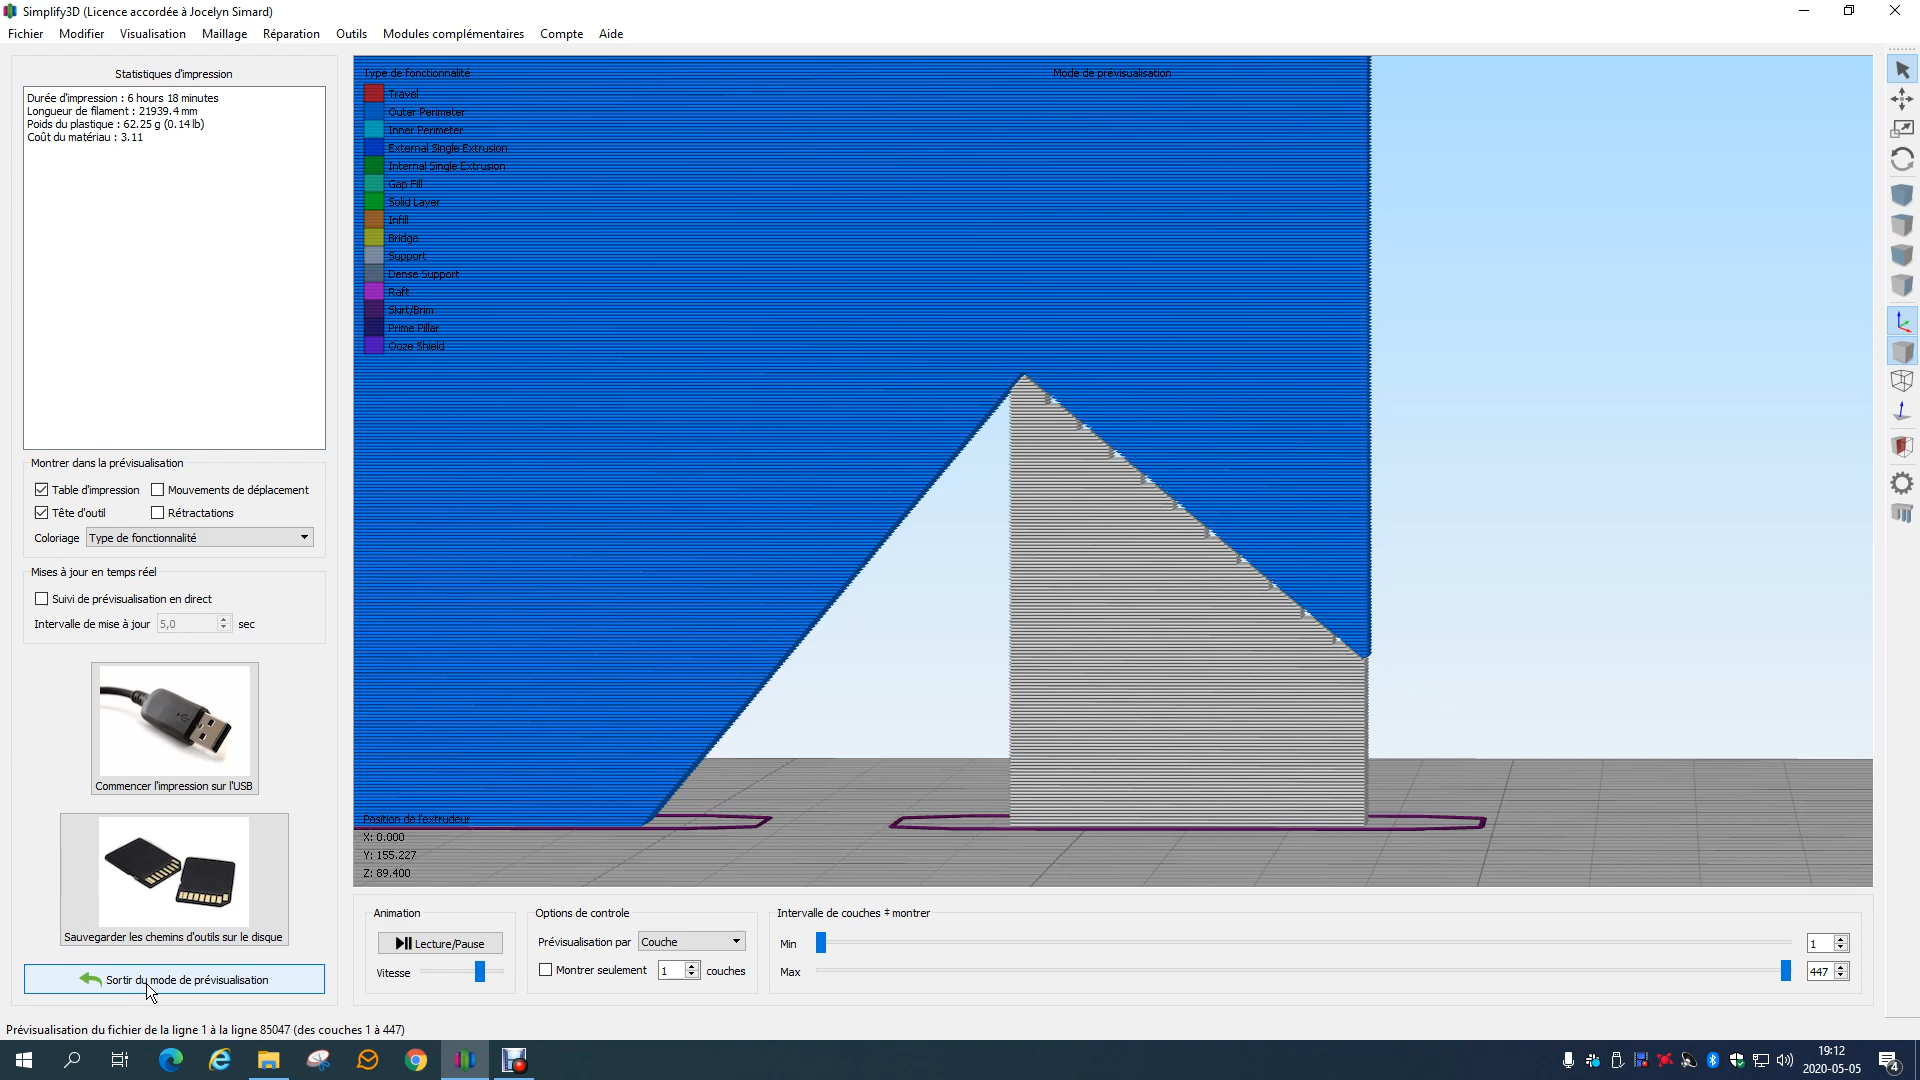 Simplify3D (Licence accordée à Jocelyn Simard)
Fichier Modifier Visualisation Maillage Réparation Outils Modules complémentaires Compte Aide
Statistiques d'impression
Durée d'impression : 6 hours 18 minutes
Longueur de filament : 21939.4 mm
Poids du plastique : 62.25 g (0.14 lb)
Coût du matériau : 3.11
Montrer dans la prévisualisation
Table d'impression Mouvements de déplacement
Tête d'outil Rétractations
Coloriage Type de fonctionnalité
Mises à jour en temps réel
Suivi de prévisualisation en direct
Intervalle de mise à jour 5,0 sec
Commencer l'impression sur l'USB
Sauvegarder les chemins d'outils sur le disque
Sortir du mode de prévisualisation
Type de fonctionnalité
Mode de prévisualisation
Travel
Outer Perimeter
Inner Perimeter
External Single Extrusion
Internal Single Extrusion
Gap Fill
Solid Layer
Infill
Bridge
Support
Dense Support
Raft
Skirt/Brim
Prime Pillar
Ooze Shield
Position de l'extrudeur
X: 0.000
Y: 155.227
Z: 89.400
Animation
Lecture/Pause
Vitesse
Options de controle
Prévisualisation par Couche
Montrer seulement 1 couches
Intervalle de couches ‡ montrer
Min 1
Max 447
Prévisualisation du fichier de la ligne 1 à la ligne 85047 (des couches 1 à 447)
19:12
2020-05-05
4